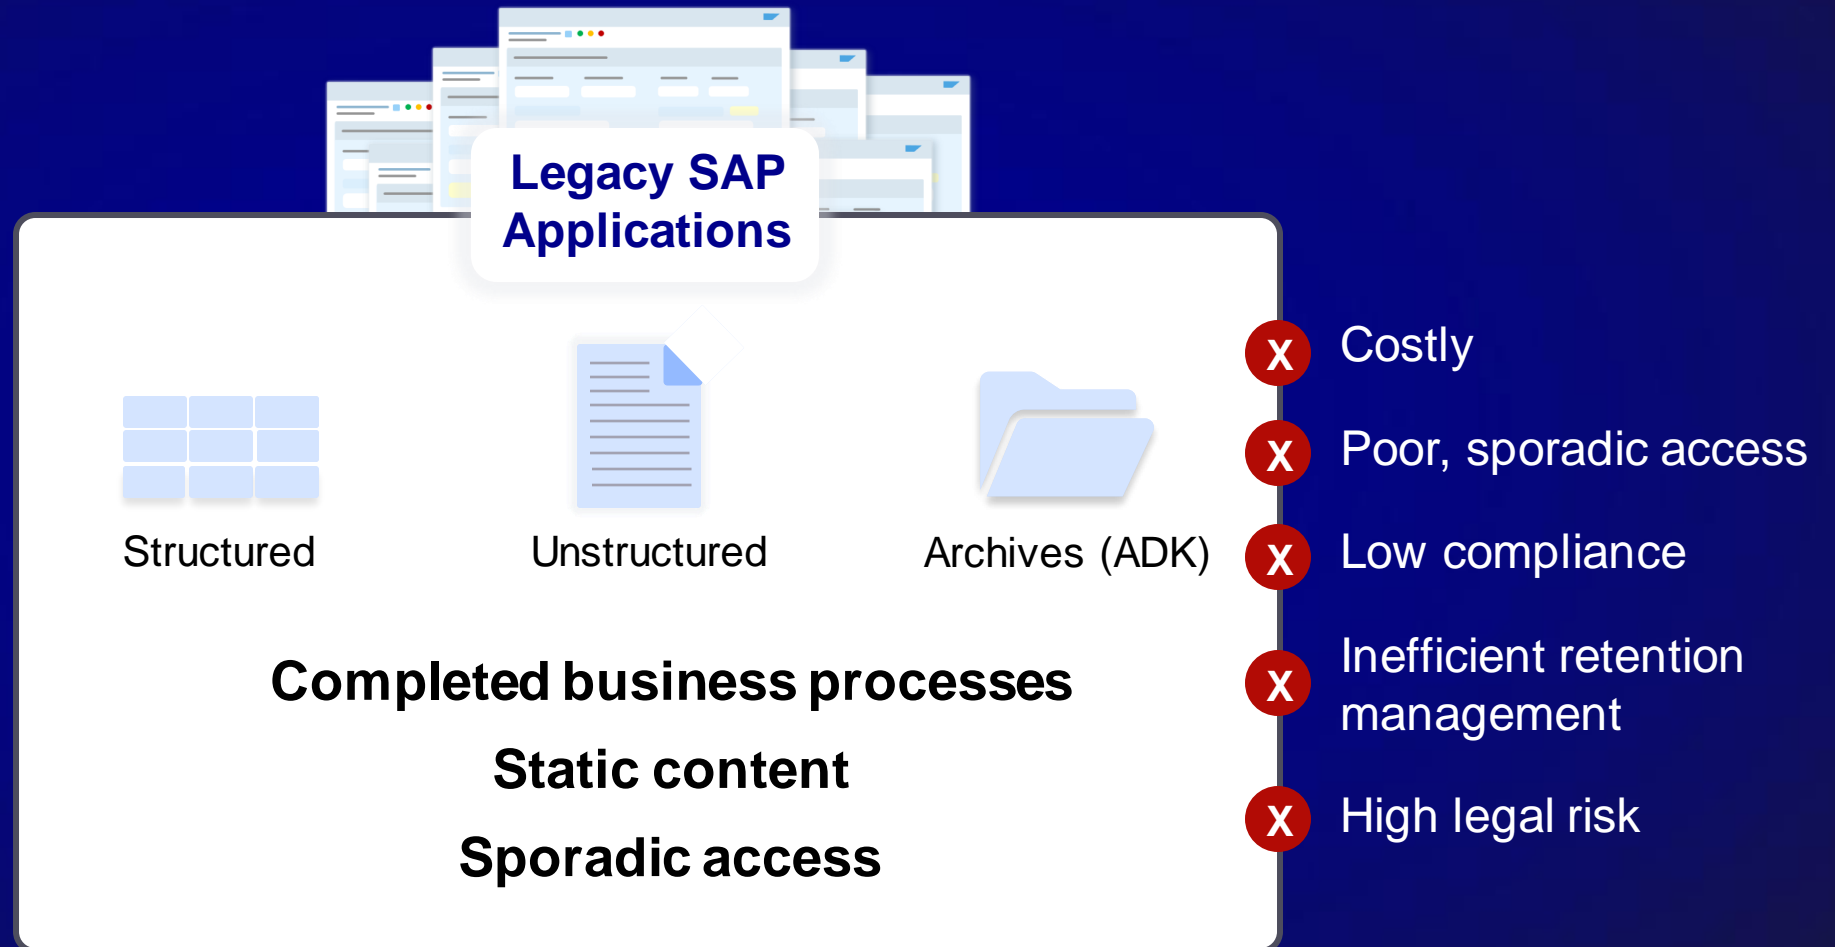 Legacy SAP
Applications
Structured
Unstructured
Archives (ADK)
Completed business processes
Static content
Sporadic access
X Costly
X Poor, sporadic access
X Low compliance
X Inefficient retention
management
X High legal risk